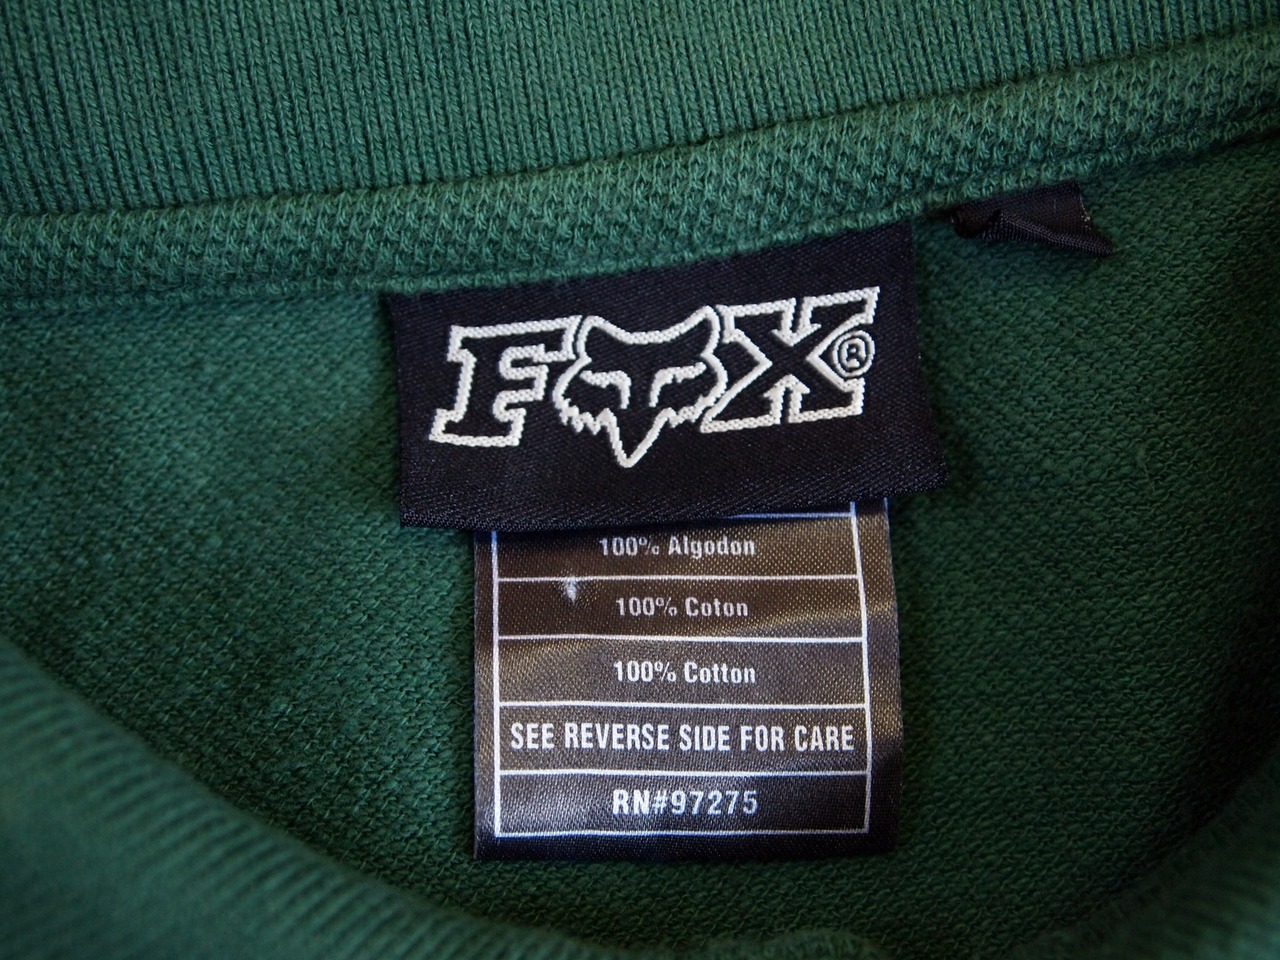 FOX®
100% Algodon
100% Coton
100% Cotton
SEE REVERSE SIDE FOR CARE
RN#97275